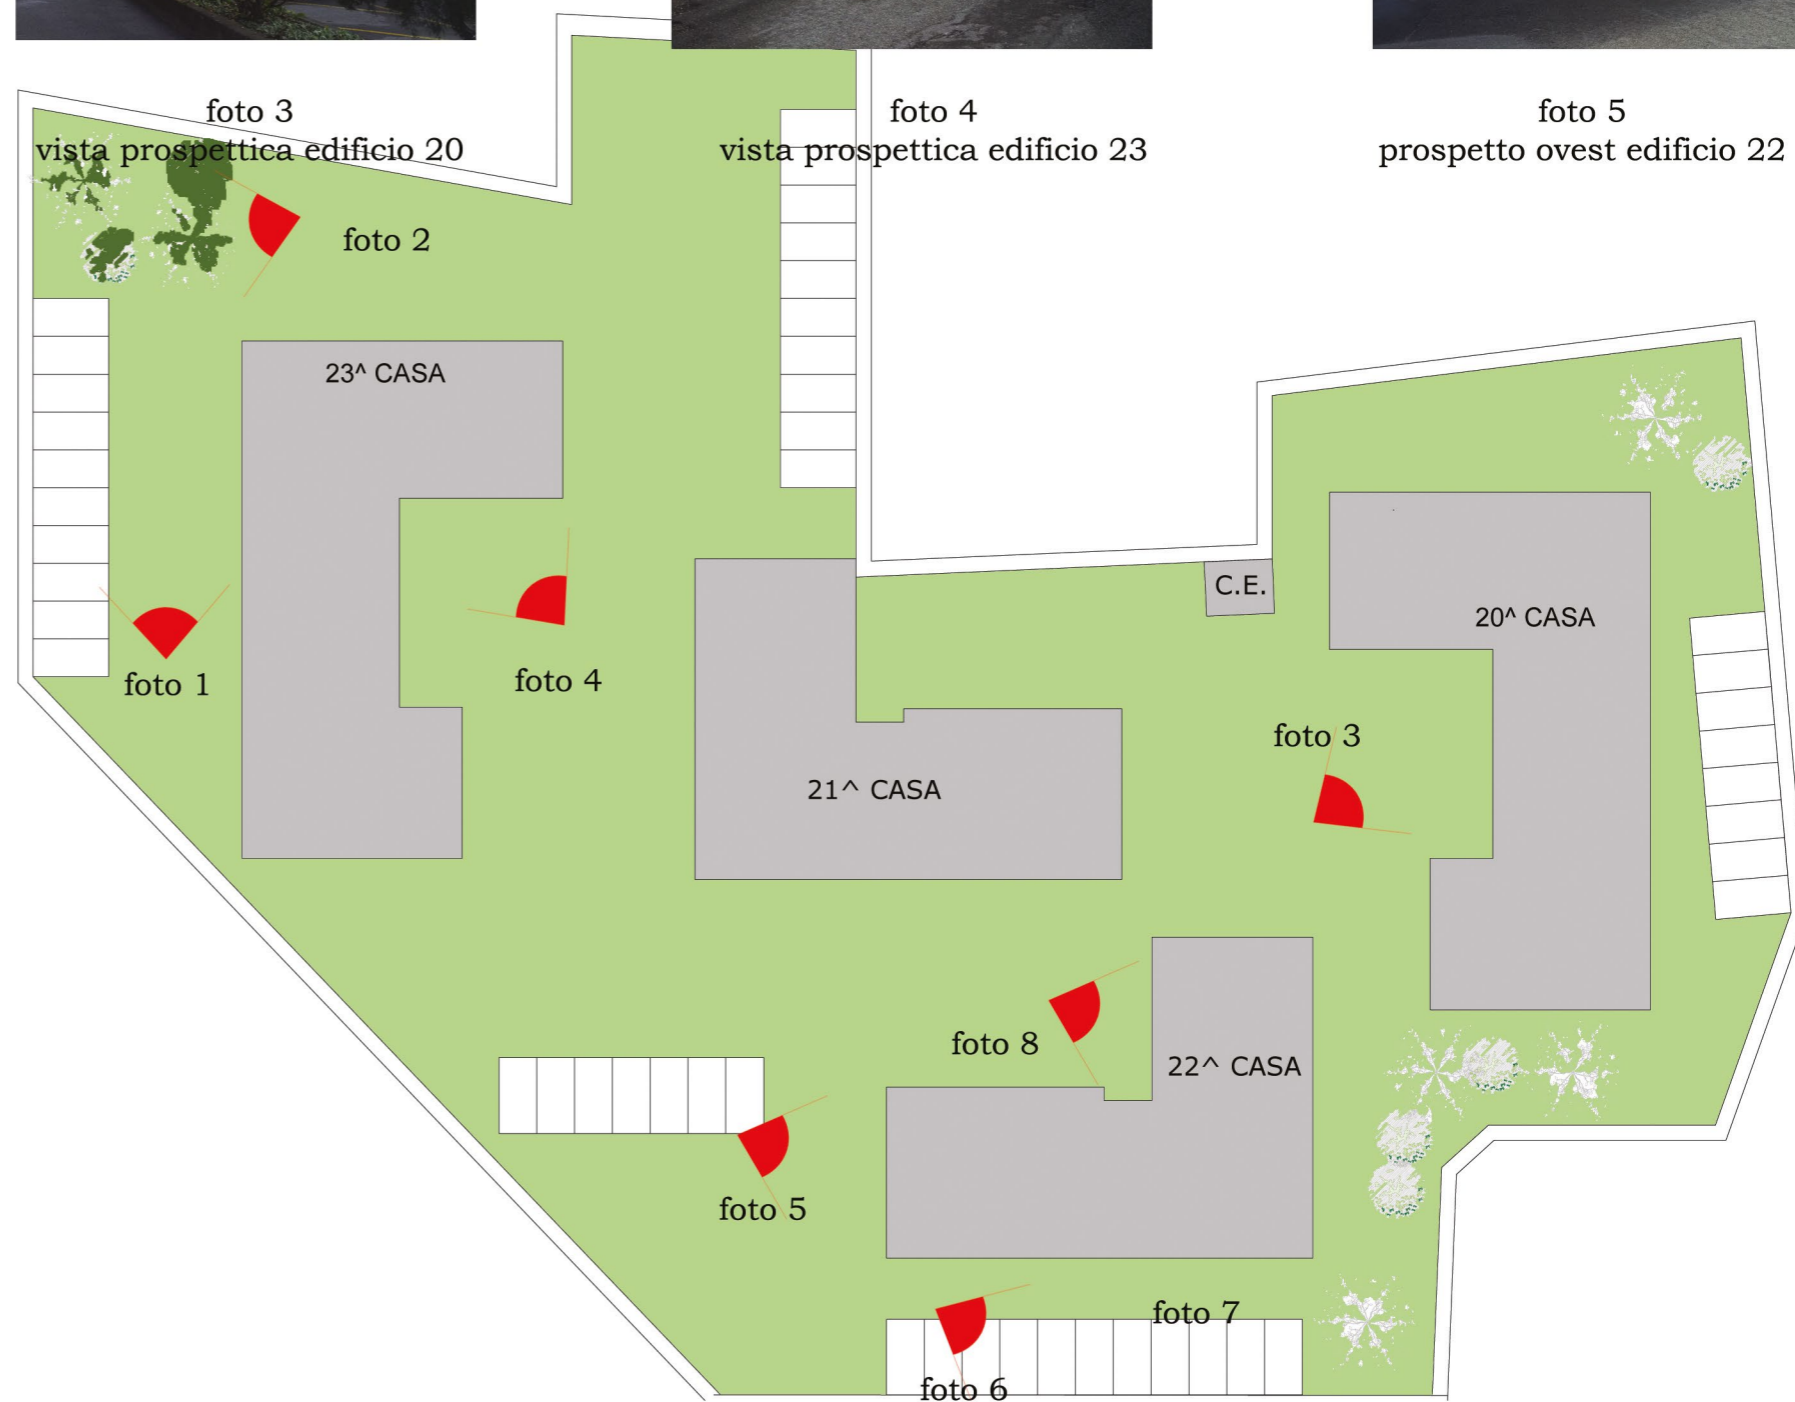 foto 3
vista prospettica edificio 20
foto 4
vista prospettica edificio 23
foto 5
prospetto ovest edificio 22
foto 2
23^ CASA
C.E.
20^ CASA
foto 1
foto 4
foto 3
21^ CASA
foto 8
22^ CASA
foto 5
foto 7
foto 6